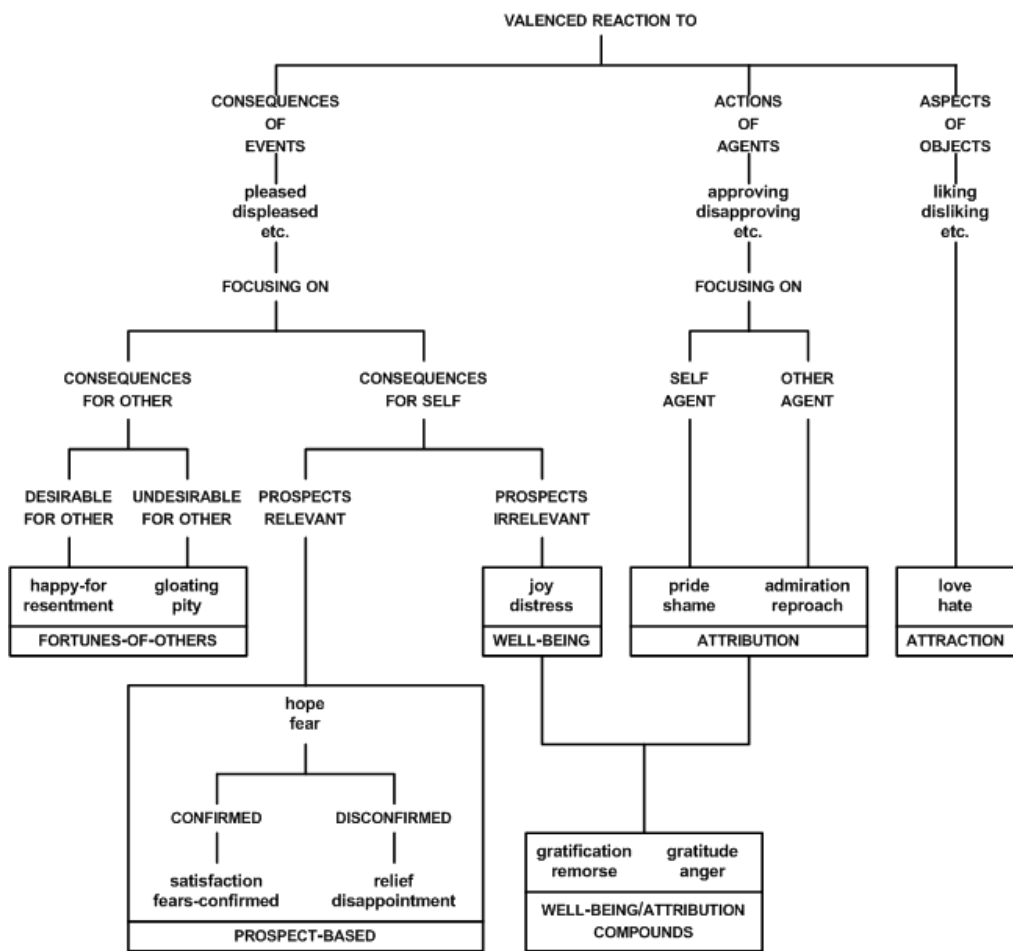 VALENCED REACTION TO
CONSEQUENCES
OF
EVENTS
ACTIONS
OF
AGENTS
ASPECTS
OF
OBJECTS
pleased
displeased
etc.
approving
disapproving
etc.
liking
disliking
etc.
FOCUSING ON
FOCUSING ON
CONSEQUENCES
FOR OTHER
CONSEQUENCES
FOR SELF
SELF
AGENT
OTHER
AGENT
DESIRABLE
FOR OTHER
UNDESIRABLE
FOR OTHER
PROSPECTS
RELEVANT
PROSPECTS
IRRELEVANT
happy-for
resentment
gloating
pity
FORTUNES-OF-OTHERS
joy
distress
WELL-BEING
pride
shame
admiration
reproach
ATTRIBUTION
love
hate
ATTRACTION
hope
fear
CONFIRMED
DISCONFIRMED
satisfaction
fears-confirmed
relief
disappointment
PROSPECT-BASED
gratification
remorse
gratitude
anger
WELL-BEING/ATTRIBUTION
COMPOUNDS